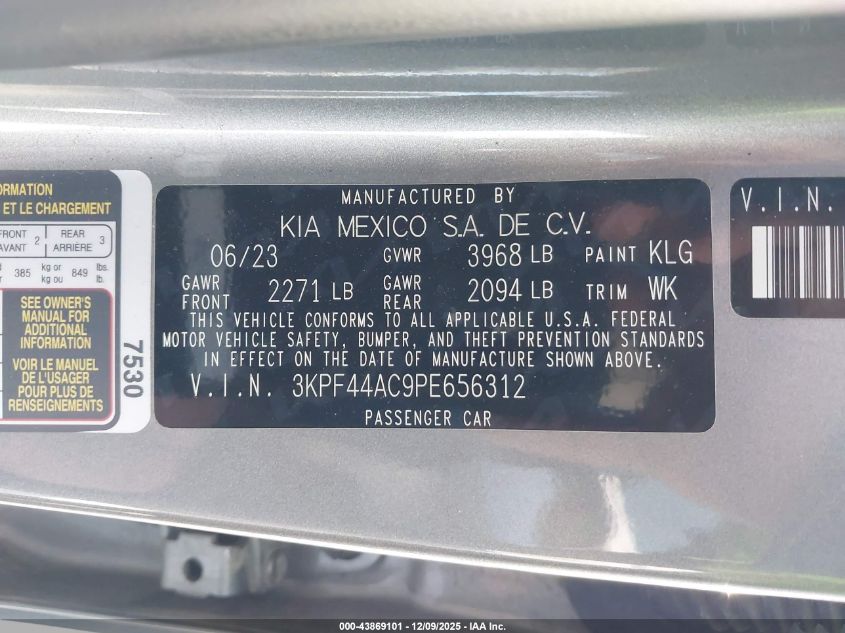 ORMATION
ET LE CHARGEMENT
FRONT
AVANT 2
REAR
ARRIÈRE 3
385 kg or kg ou 849 lbs. lb.
SEE OWNER'S
MANUAL FOR
ADDITIONAL
INFORMATION
VOIR LE MANUEL
DE L'USAGER
POUR PLUS DE
RENSEIGNEMENTS
7530
MANUFACTURED BY
KIA MEXICO S.A. DE C.V.
06/23 GVWR 3968 LB PAINT KLG
GAWR FRONT 2271 LB GAWR REAR 2094 LB TRIM WK
THIS VEHICLE CONFORMS TO ALL APPLICABLE U.S.A. FEDERAL
MOTOR VEHICLE SAFETY, BUMPER, AND THEFT PREVENTION STANDARDS
IN EFFECT ON THE DATE OF MANUFACTURE SHOWN ABOVE.
V.I.N. 3KPF44AC9PE656312
PASSENGER CAR
V.I.N.
000-43869101 - 12/09/2025 - IAA Inc.